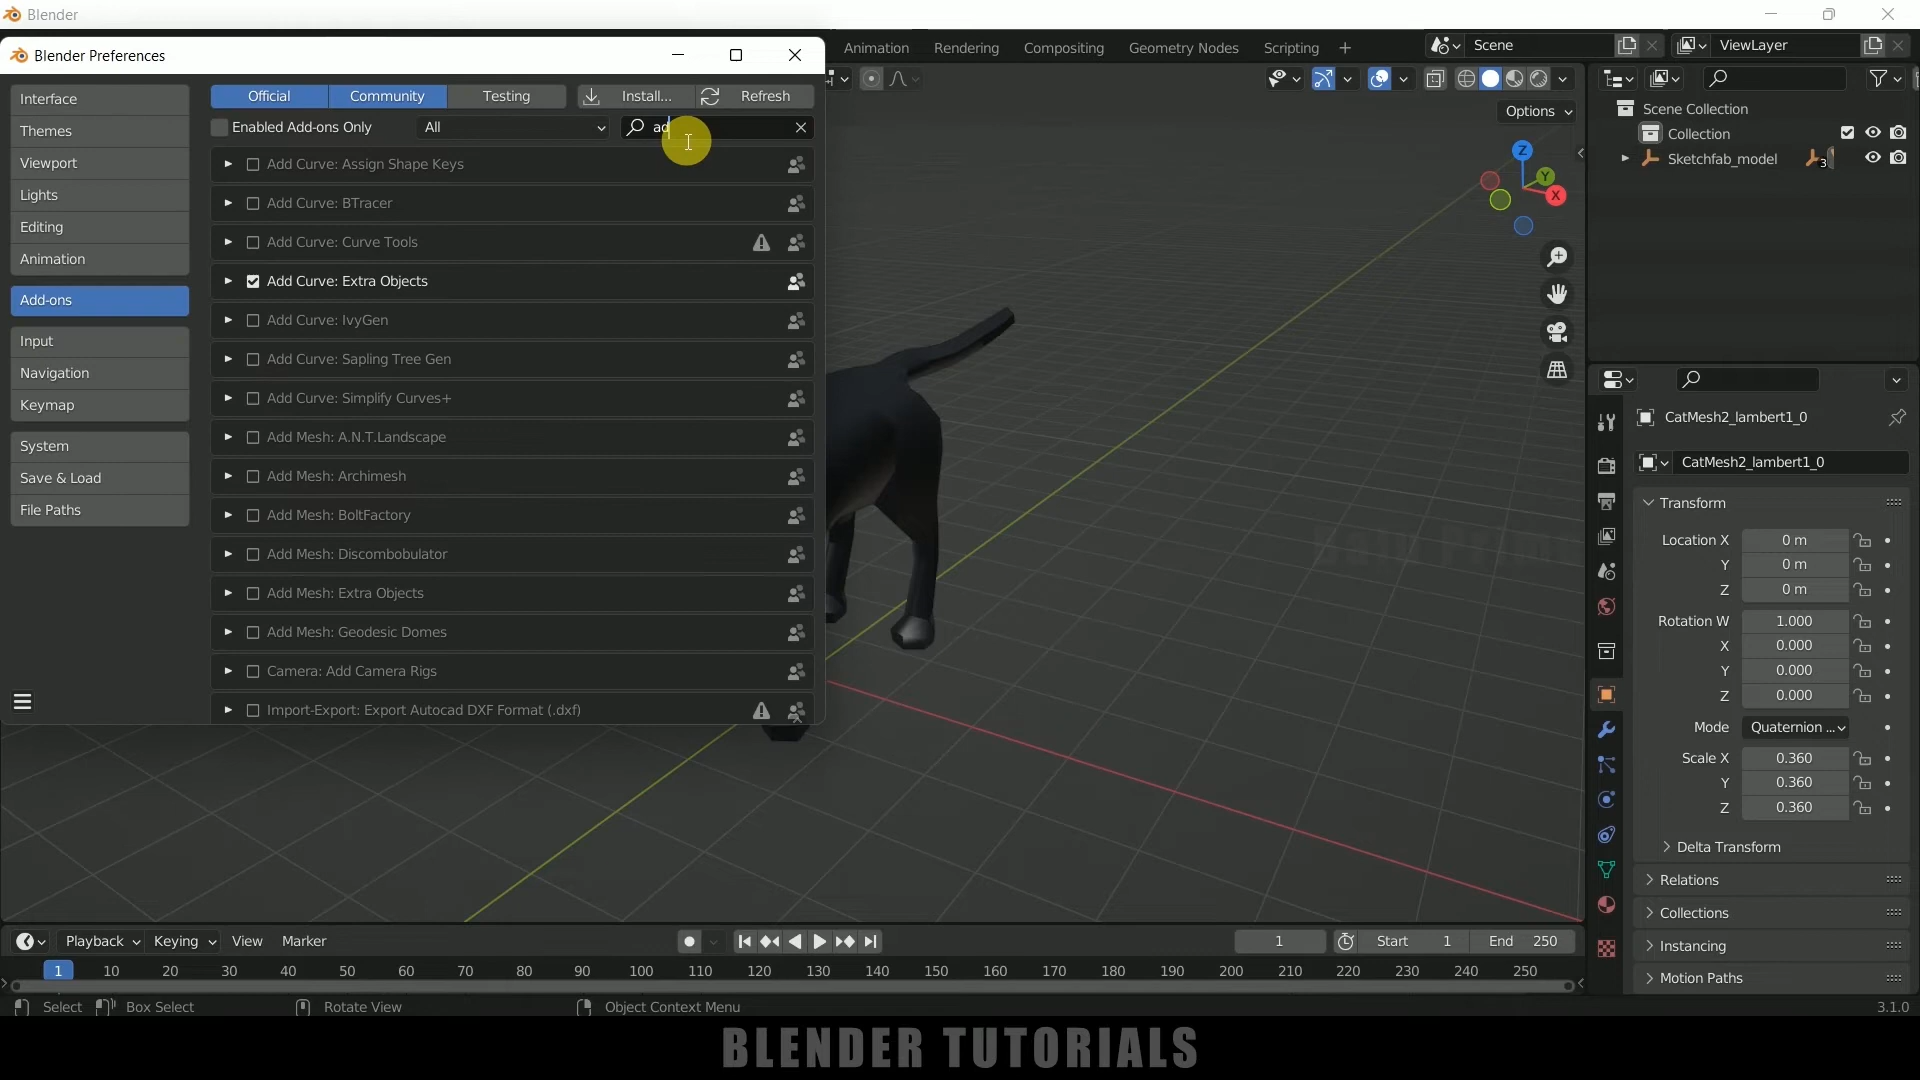 Blender
Blender Preferences
Animation Rendering Compositing Geometry Nodes Scripting + Scene ViewLayer
Interface
Themes
Viewport
Lights
Editing
Animation
Add-ons
Input
Navigation
Keymap
System
Save & Load
File Paths
Official Community Testing Install... Refresh
Enabled Add-ons Only All ad
Add Curve: Assign Shape Keys
Add Curve: BTracer
Add Curve: Curve Tools
Add Curve: Extra Objects
Add Curve: IvyGen
Add Curve: Sapling Tree Gen
Add Curve: Simplify Curves+
Add Mesh: A.N.T.Landscape
Add Mesh: Archimesh
Add Mesh: BoltFactory
Add Mesh: Discombobulator
Add Mesh: Extra Objects
Add Mesh: Geodesic Domes
Camera: Add Camera Rigs
Import-Export: Export Autocad DXF Format (.dxf)
Options
Z
Y
X
Scene Collection
Collection
Sketchfab_model 3
CatMesh2_lambert1_0
CatMesh2_lambert1_0
Transform
Location X 0 m
Y 0 m
Z 0 m
Rotation W 1.000
X 0.000
Y 0.000
Z 0.000
Mode Quaternion ...
Scale X 0.360
Y 0.360
Z 0.360
Delta Transform
Relations
Collections
Instancing
Motion Paths
Playback Keying View Marker 1 Start 1 End 250
1 10 20 30 40 50 60 70 80 90 100 110 120 130 140 150 160 170 180 190 200 210 220 230 240 250
Select Box Select Rotate View Object Context Menu 3.1.0
BLENDER TUTORIALS